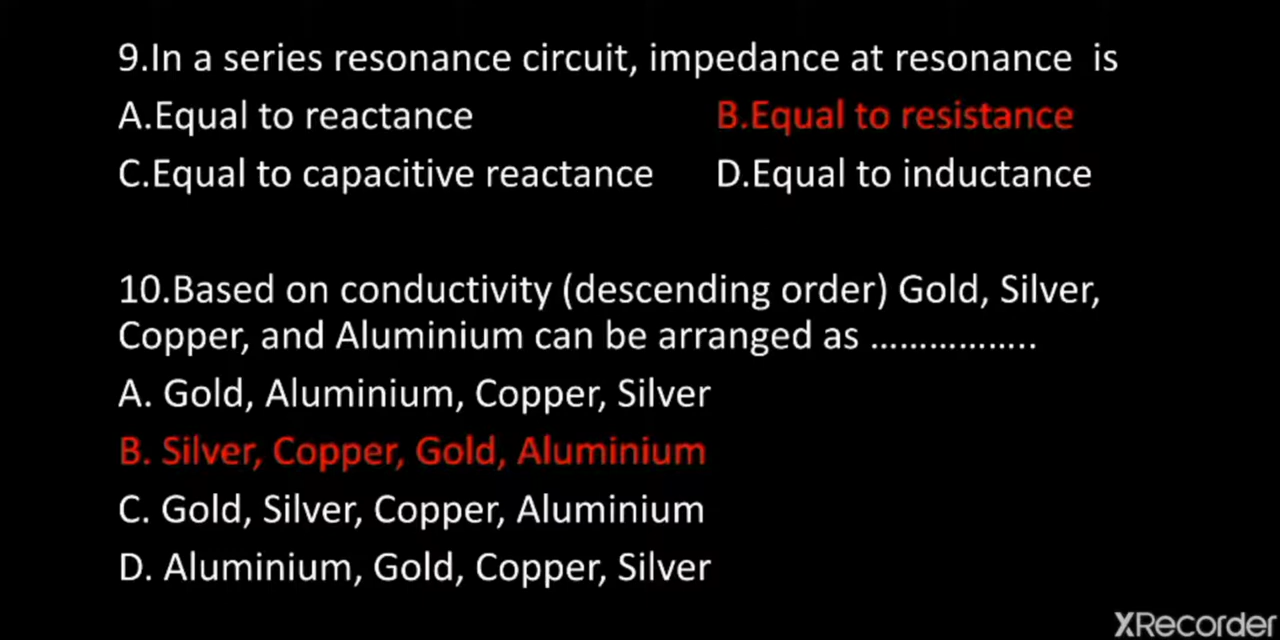 9.In a series resonance circuit, impedance at resonance is
A.Equal to reactance B.Equal to resistance
C.Equal to capacitive reactance D.Equal to inductance
10.Based on conductivity (descending order) Gold, Silver,
Copper, and Aluminium can be arranged as ……………..
A. Gold, Aluminium, Copper, Silver
B. Silver, Copper, Gold, Aluminium
C. Gold, Silver, Copper, Aluminium
D. Aluminium, Gold, Copper, Silver
XRecorder